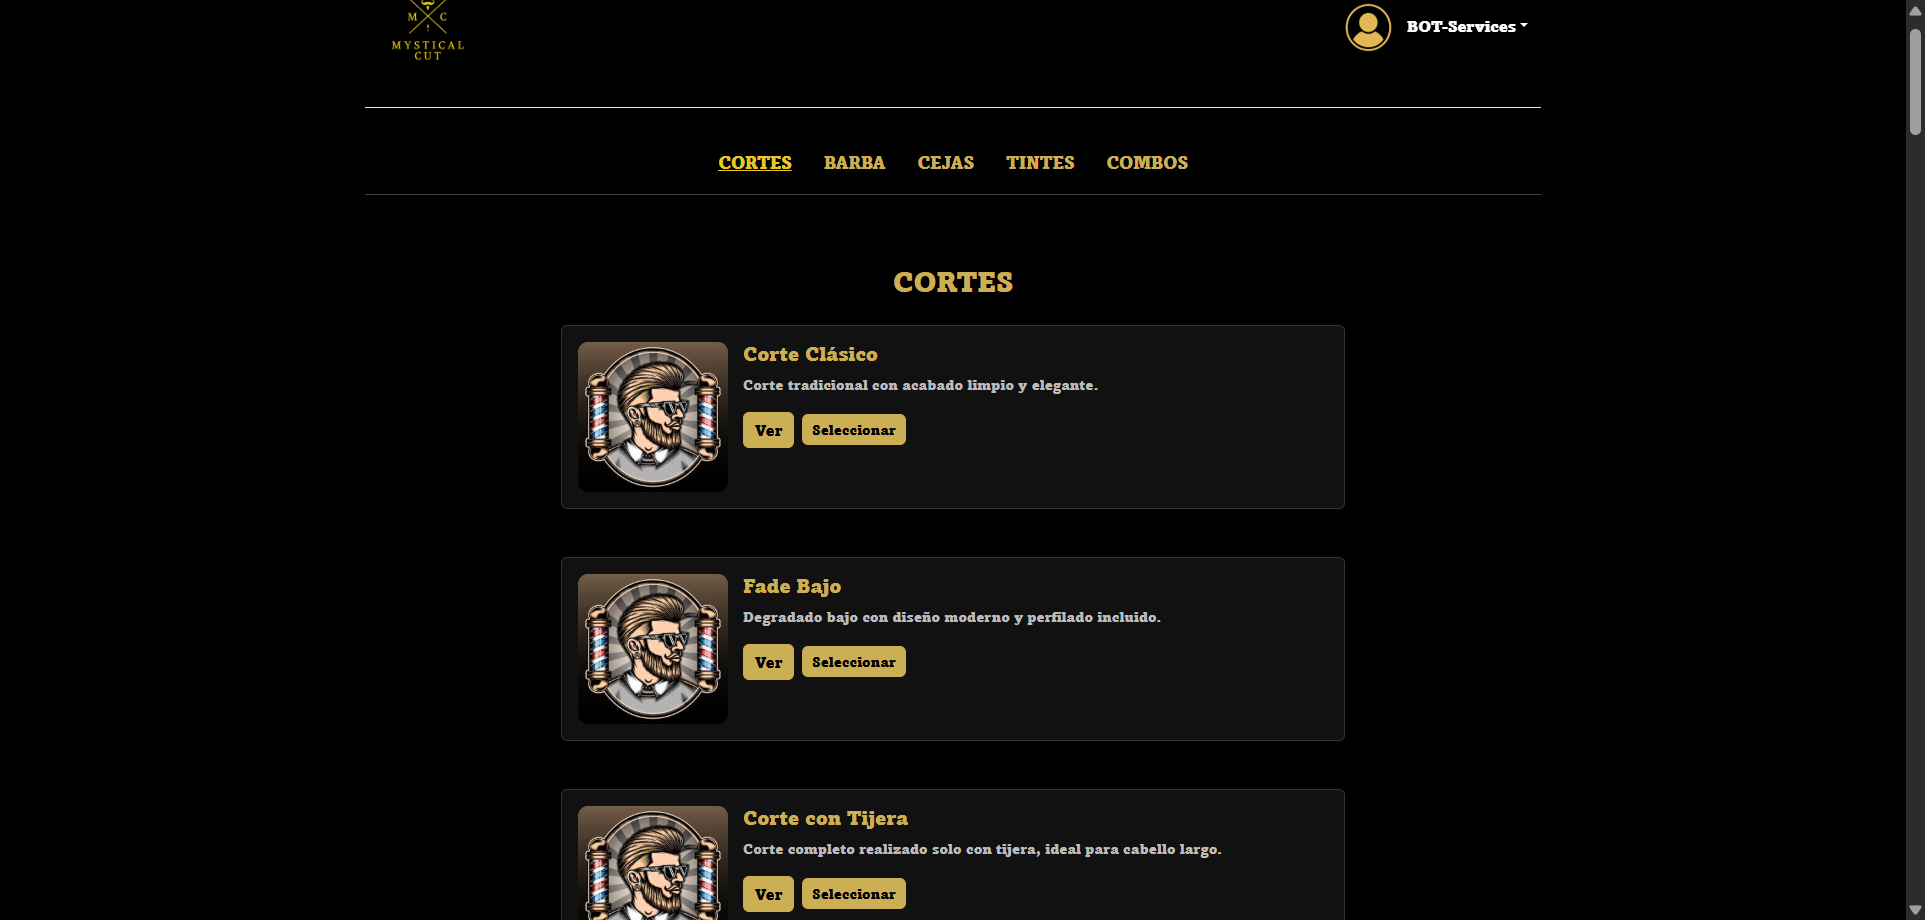 M C
MYSTICAL
CUT
BOT-Services
CORTES BARBA CEJAS TINTES COMBOS
CORTES
Corte Clásico
Corte tradicional con acabado limpio y elegante.
Ver Seleccionar
Fade Bajo
Degradado bajo con diseño moderno y perfilado incluido.
Ver Seleccionar
Corte con Tijera
Corte completo realizado solo con tijera, ideal para cabello largo.
Ver Seleccionar